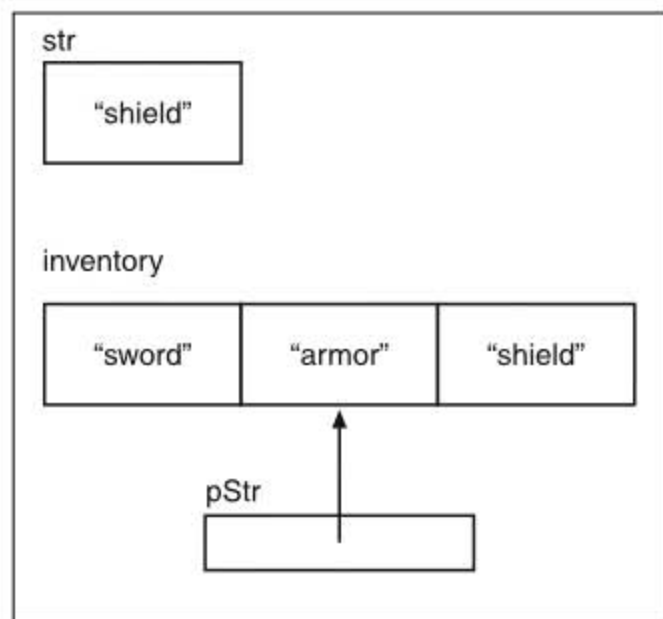 str
“shield”
inventory
“sword” “armor” “shield”
pStr